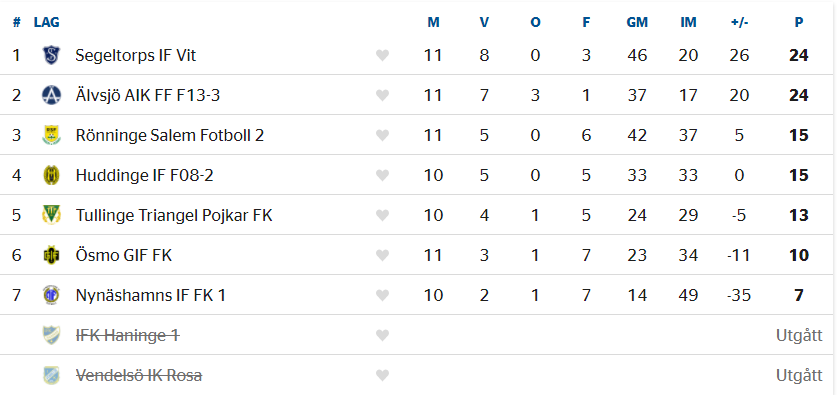 # LAG M V O F GM IM +/- P
1 Segeltorps IF Vit 11 8 0 3 46 20 26 24
2 Älvsjö AIK FF F13-3 11 7 3 1 37 17 20 24
3 Rönninge Salem Fotboll 2 11 5 0 6 42 37 5 15
4 Huddinge IF F08-2 10 5 0 5 33 33 0 15
5 Tullinge Triangel Pojkar FK 10 4 1 5 24 29 -5 13
6 Ösmo GIF FK 11 3 1 7 23 34 -11 10
7 Nynäshamns IF FK 1 10 2 1 7 14 49 -35 7
IFK Haninge 1 Utgått
Vendelsö IK Rosa Utgått